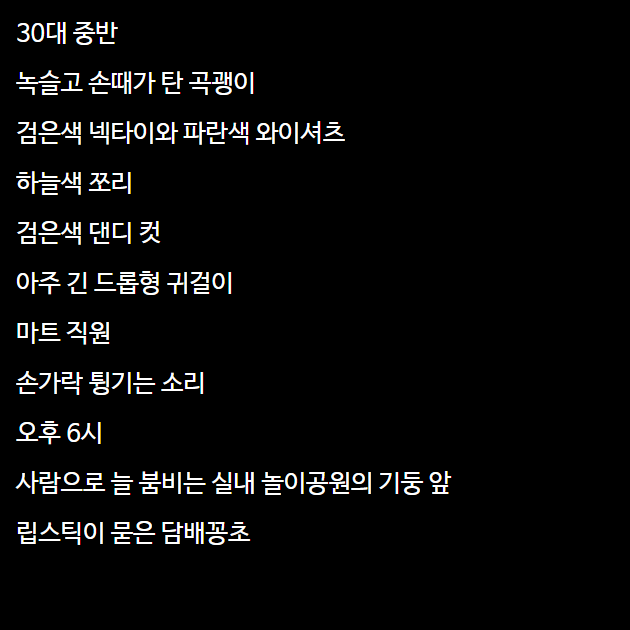 30대 중반
녹슬고 손때가 탄 곡괭이
검은색 넥타이와 파란색 와이셔츠
하늘색 쪼리
검은색 댄디 컷
아주 긴 드롭형 귀걸이
마트 직원
손가락 튕기는 소리
오후 6시
사람으로 늘 붐비는 실내 놀이공원의 기둥 앞
립스틱이 묻은 담배꽁초